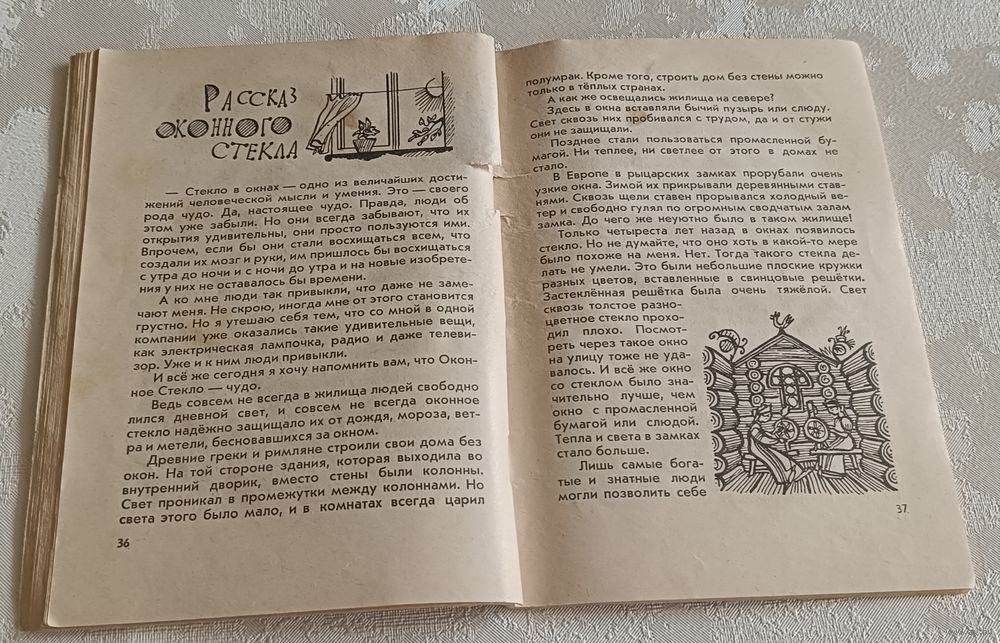 РАССКАЗ
ОКОННОГО
СТЕКЛА
— Стекло в окнах — одно из величайших дости-
жений человеческой мысли и умения. Это — своего
рода чудо. Да, настоящее чудо. Правда, люди об
этом уже забыли. Но они всегда забывают, что их
открытия удивительны, они просто пользуются ими.
Впрочем, если бы они стали восхищаться всем, что
создали их мозг и руки, им пришлось бы восхищаться
с утра до ночи и с ночи до утра и на новые изобрете-
ния у них не оставалось бы времени.
А ко мне люди так привыкли, что даже не заме-
чают меня. Не скрою, иногда мне от этого становится
грустно. Но я утешаю себя тем, что со мной в одной
компании уже оказались такие удивительные вещи,
как электрическая лампочка, радио и даже телеви-
зор. Уже и к ним люди привыкли.
И всё же сегодня я хочу напомнить вам, что Окон-
ное Стекло — чудо.
Ведь совсем не всегда в жилища людей свободно
лился дневной свет, и совсем не всегда оконное
стекло надёжно защищало их от дождя, мороза, вет-
ра и метели, бесновавшихся за окном.
Древние греки и римляне строили свои дома без
окон. На той стороне здания, которая выходила во
внутренний дворик, вместо стены были колонны.
Свет проникал в промежутки между колоннами. Но
света этого было мало, и в комнатах всегда царил
36
полумрак. Кроме того, строить дом без стены можно
только в тёплых странах.
А как же освещались жилища на севере?
Здесь в окна вставляли бычий пузырь или слюду.
Свет сквозь них пробивался с трудом, да и от стужи
они не защищали.
Позднее стали пользоваться промасленной бу-
магой. Ни теплее, ни светлее от этого в домах не
стало.
В Европе в рыцарских замках прорубали очень
узкие окна. Зимой их прикрывали деревянными став-
нями. Сквозь щели ставен прорывался холодный ве-
тер и свободно гулял по огромным сводчатым залам
замка. До чего же неуютно было в таком жилище!
Только четыреста лет назад в окнах появилось
стекло. Но не думайте, что оно хоть в какой-то мере
было похоже на меня. Нет. Тогда такого стекла де-
лать не умели. Это были небольшие плоские кружки
разных цветов, вставленные в свинцовые решётки.
Застеклённая решётка была очень тяжёлой. Свет
сквозь толстое разно-
цветное стекло прохо-
дил плохо. Посмот-
реть через такое окно
на улицу тоже не уда-
валось. И всё же окно
со стеклом было зна-
чительно лучше, чем
окно с промасленной
бумагой или слюдой.
Тепла и света в замках
стало больше.
Лишь самые бога-
тые и знатные люди
могли позволить себе
37